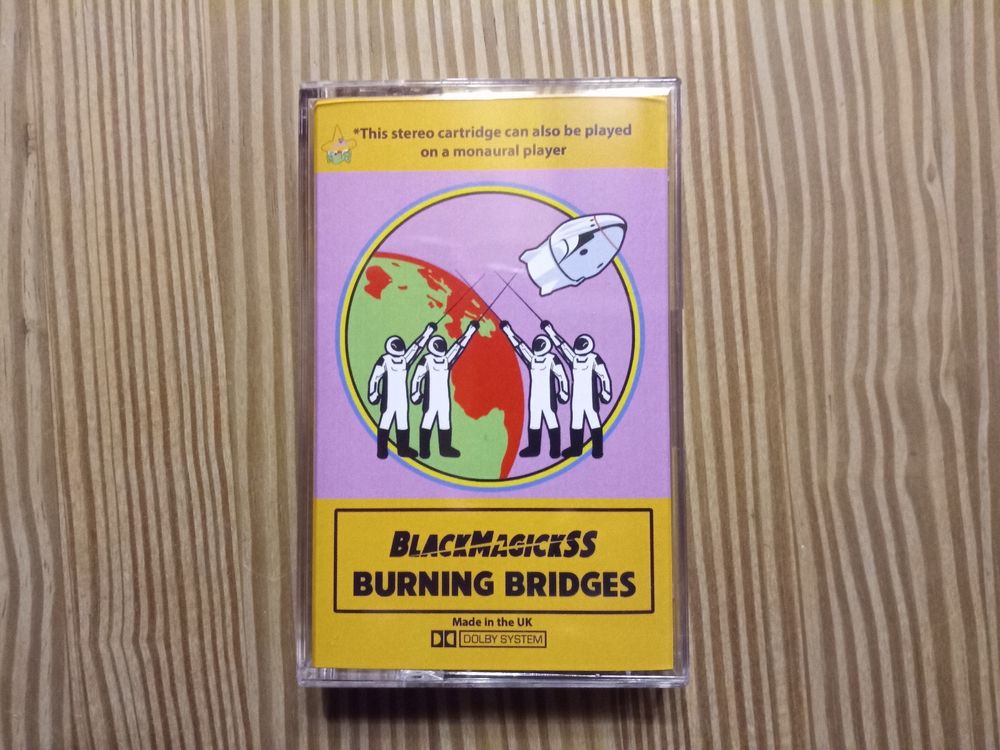 *This stereo cartridge can also be played
on a monaural player
BLACKMAGICKSS
BURNING BRIDGES
Made in the UK
DOLBY SYSTEM